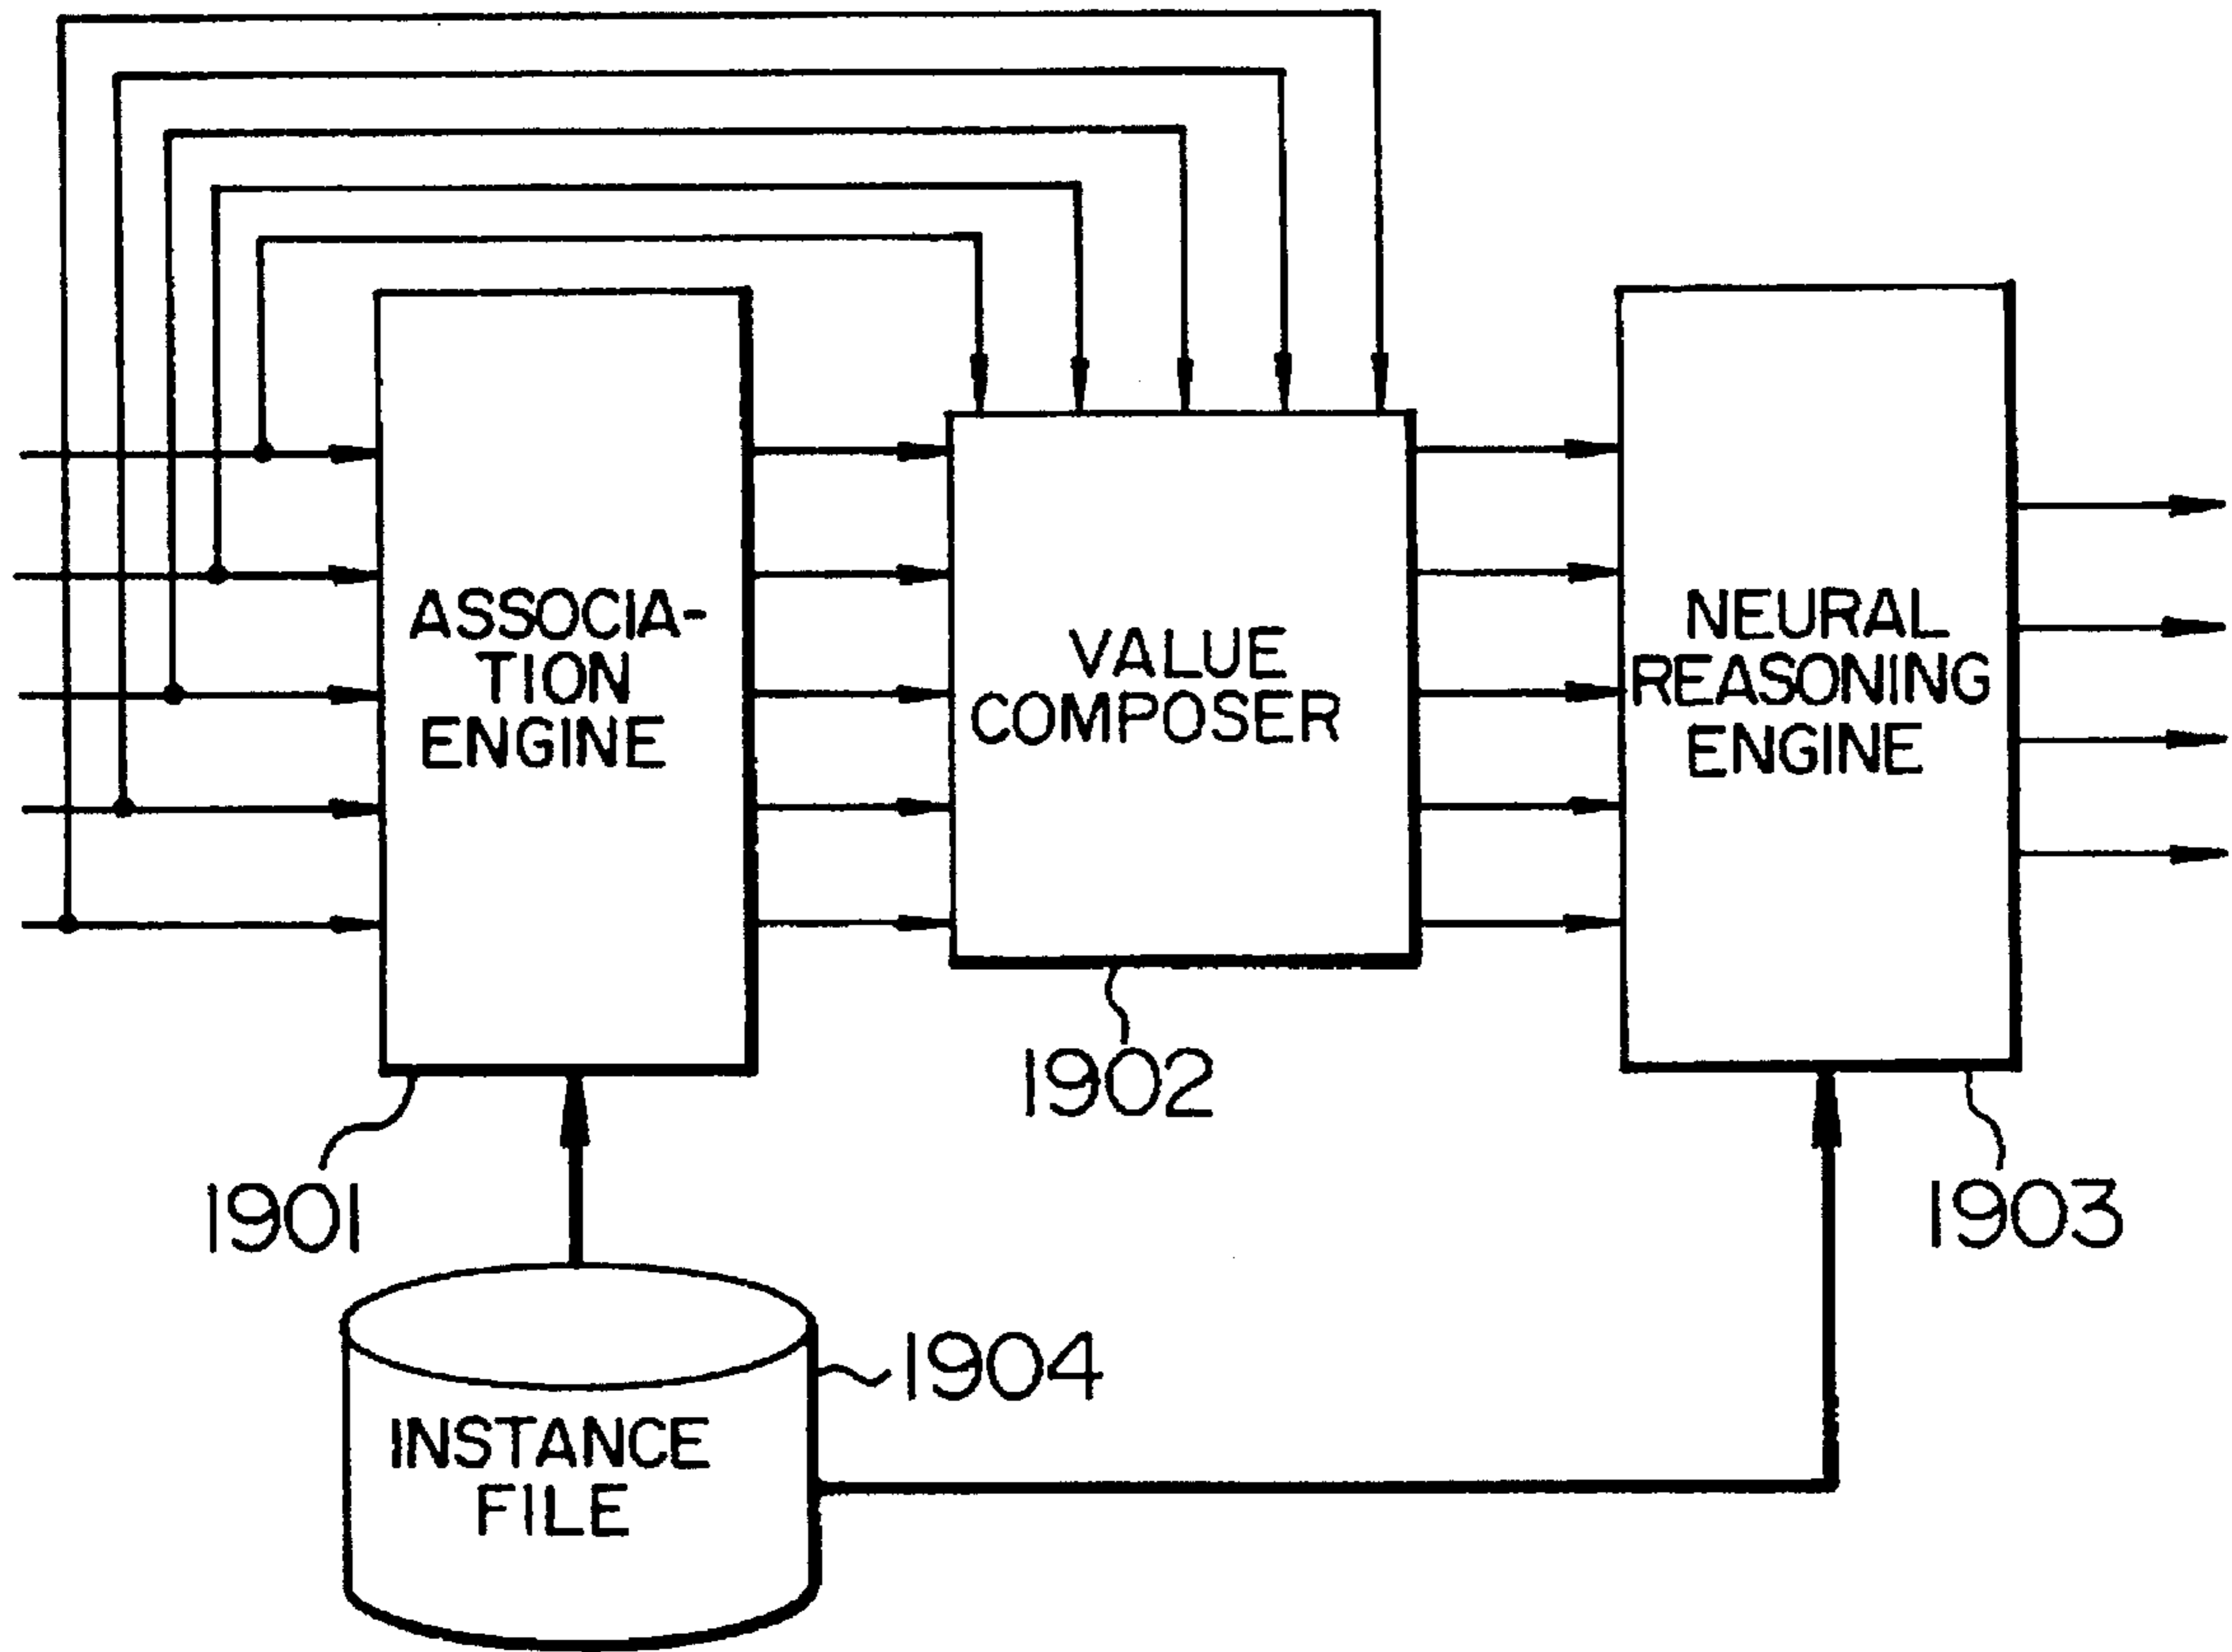 ASSOCIA-
TION
ENGINE
VALUE
COMPOSER
NEURAL
REASONING
ENGINE
1902
1901
1903
1904
INSTANCE
FILE